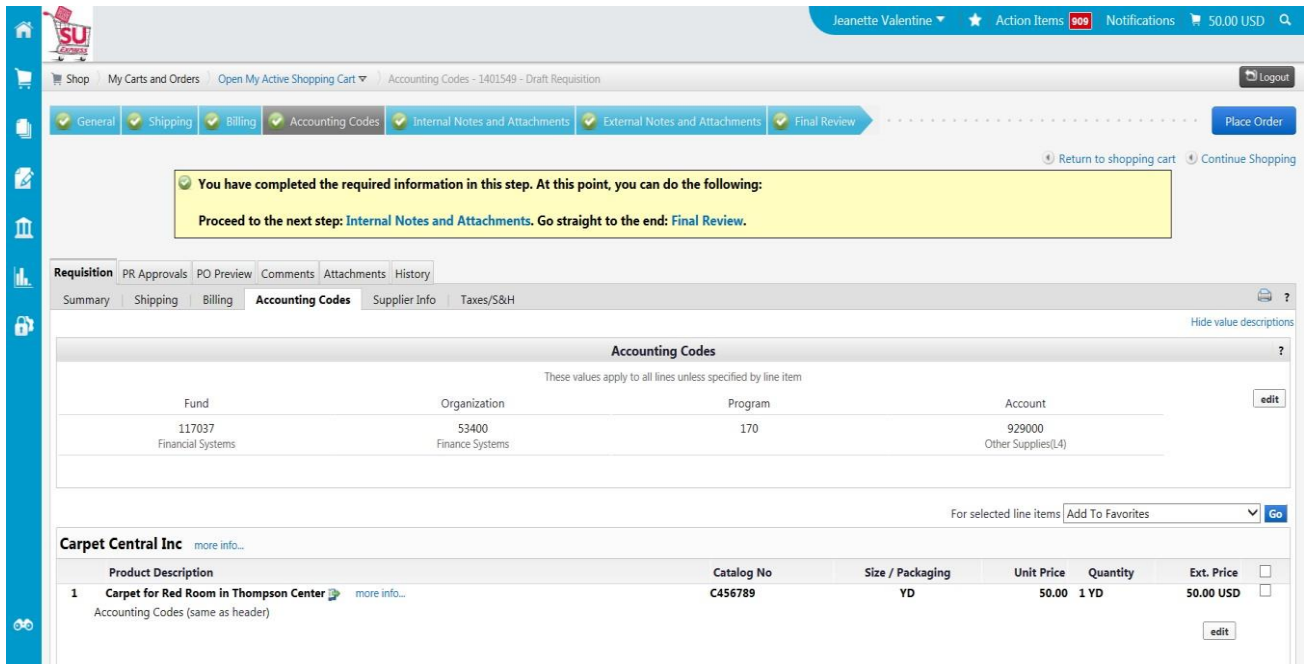 Jeanette Valentine Action Items 909 Notifications 50.00 USD
SU
EXPRESS
Shop My Carts and Orders Open My Active Shopping Cart Accounting Codes - 1401549 - Draft Requisition Logout
General Shipping Billing Accounting Codes Internal Notes and Attachments External Notes and Attachments Final Review Place Order
Return to shopping cart Continue Shopping
You have completed the required information in this step. At this point, you can do the following:
Proceed to the next step: Internal Notes and Attachments. Go straight to the end: Final Review.
Requisition PR Approvals PO Preview Comments Attachments History
Summary Shipping Billing Accounting Codes Supplier Info Taxes/S&H ?
Hide value descriptions
Accounting Codes ?
These values apply to all lines unless specified by line item
Fund Organization Program Account edit
117037 53400 170 929000
Financial Systems Finance Systems Other Supplies(L4)
For selected line items Add To Favorites Go
Carpet Central Inc more info...
Product Description Catalog No Size / Packaging Unit Price Quantity Ext. Price
1 Carpet for Red Room in Thompson Center more info... C456789 YD 50.00 1 YD 50.00 USD
Accounting Codes (same as header)
edit